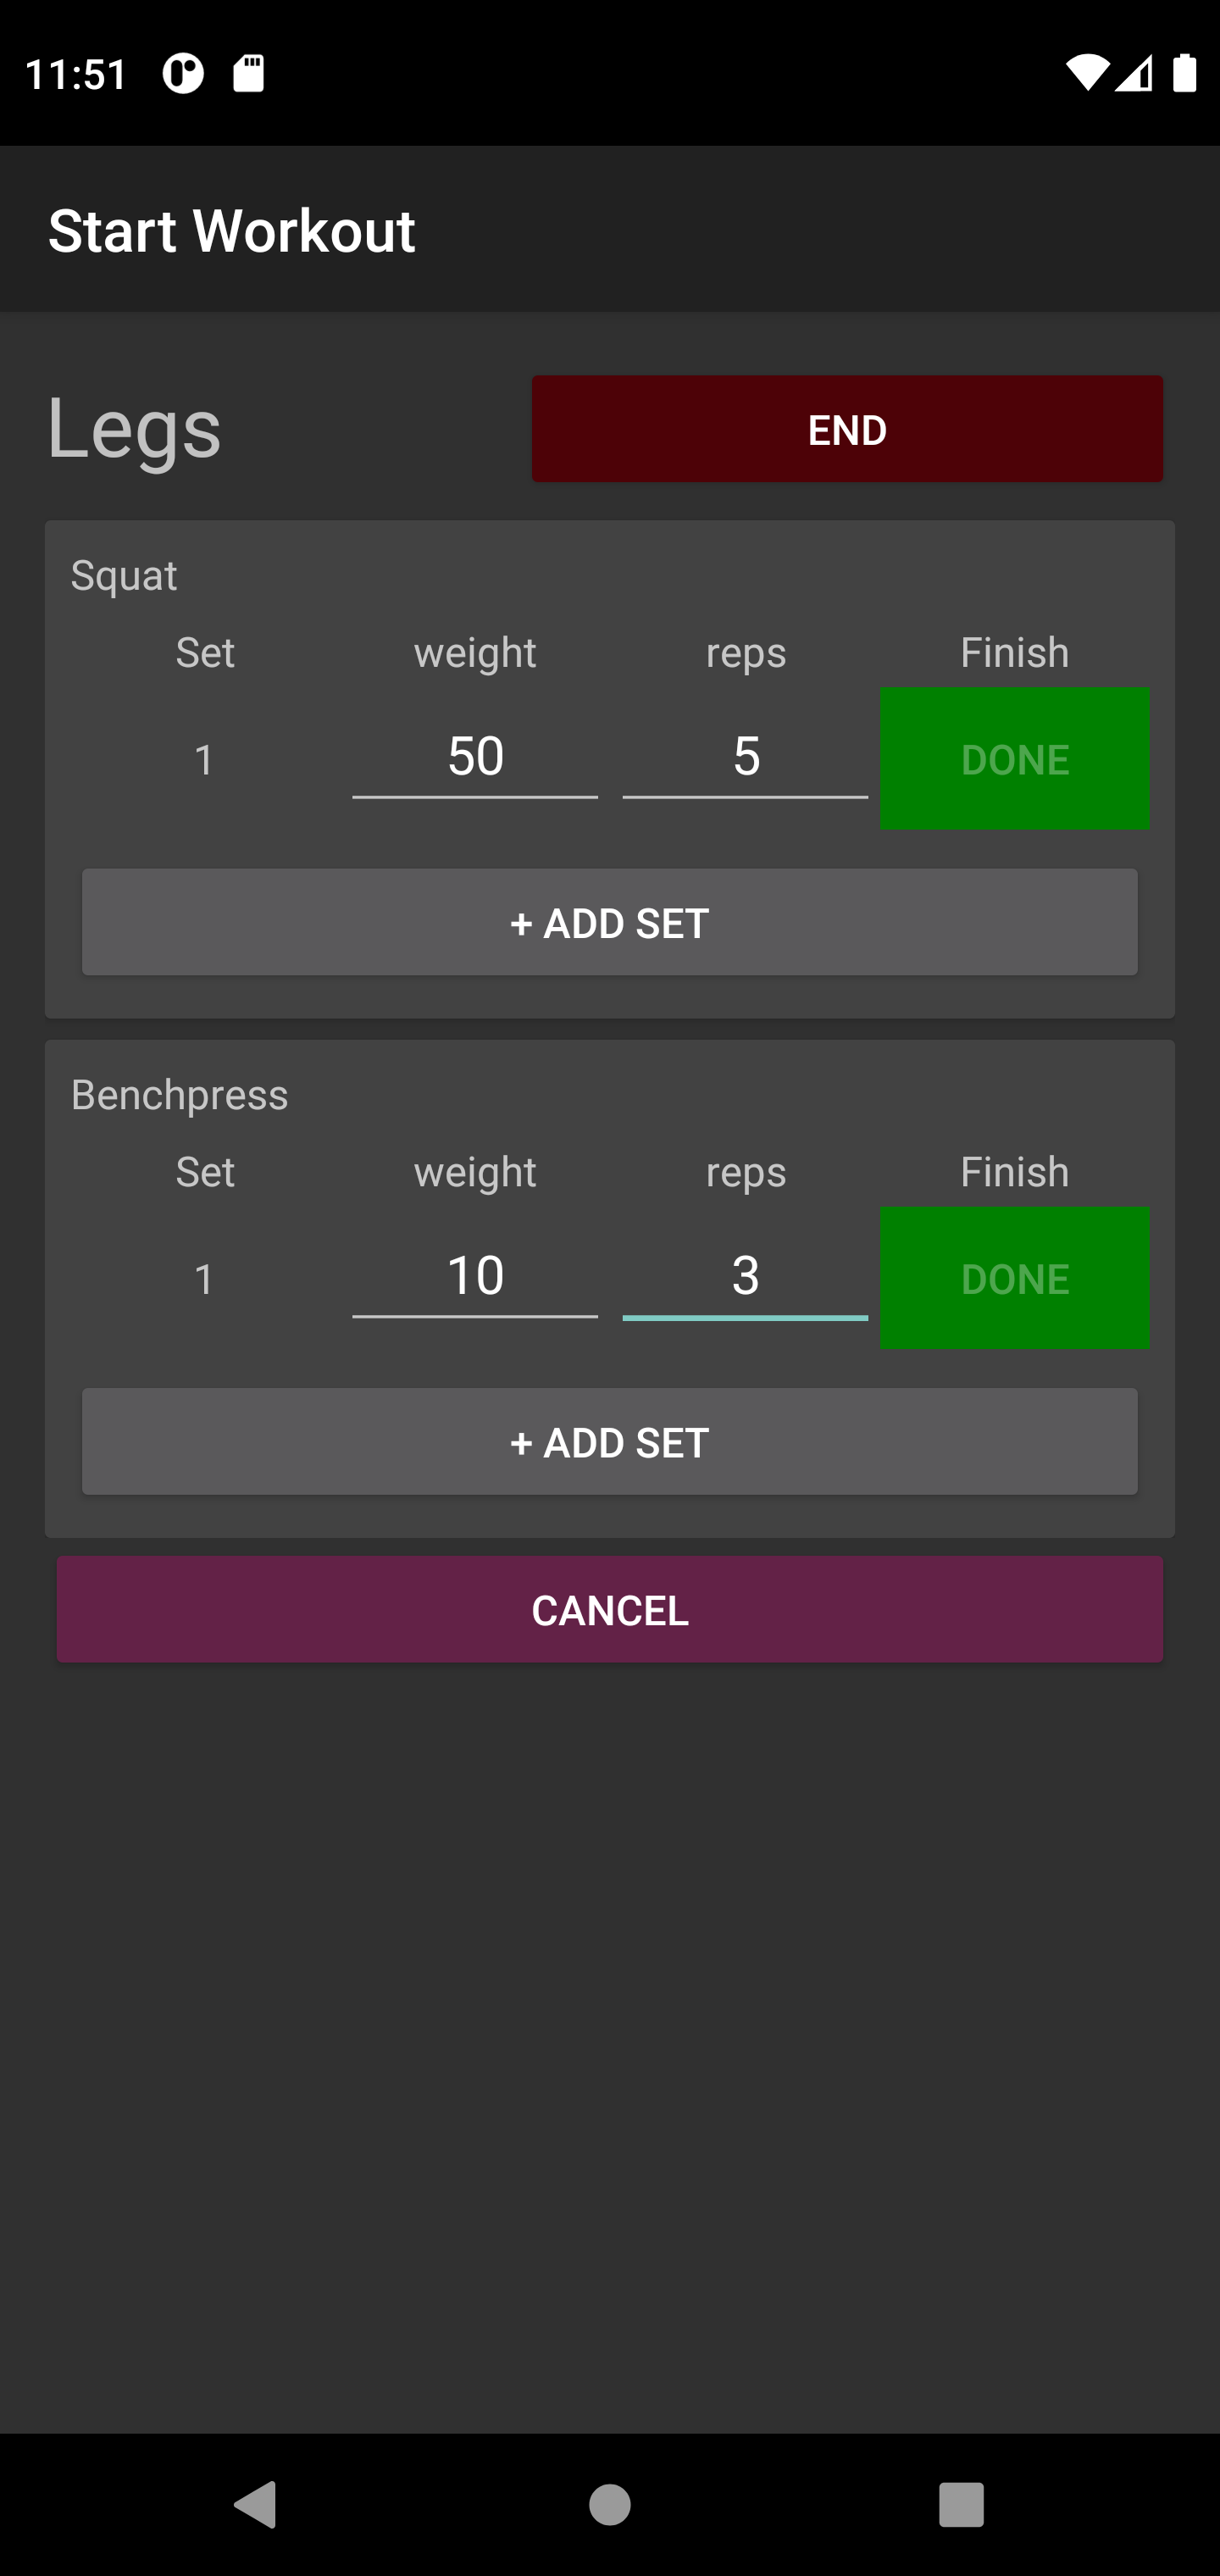 11:51
Start Workout
Legs
END
Squat
Set weight reps Finish
1 50 5 DONE
+ ADD SET
Benchpress
Set weight reps Finish
1 10 3 DONE
+ ADD SET
CANCEL